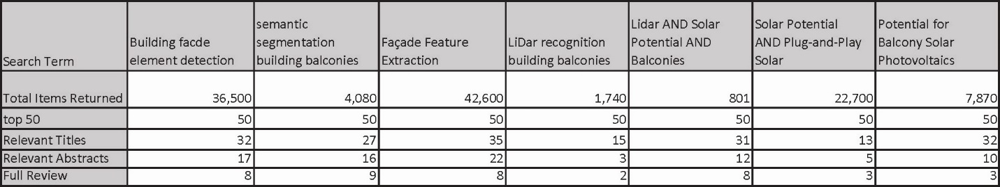 Search Term Building facde element detection semantic segmentation building balconies Façade Feature Extraction LiDar recognition building balconies Lidar AND Solar Potential AND Balconies Solar Potential AND Plug-and-Play Solar Potential for Balcony Solar Photovoltaics
Total Items Returned 36,500 4,080 42,600 1,740 801 22,700 7,870
top 50 50 50 50 50 50 50 50
Relevant Titles 32 27 35 15 31 13 32
Relevant Abstracts 17 16 22 3 12 5 10
Full Review 8 9 8 2 8 3 3